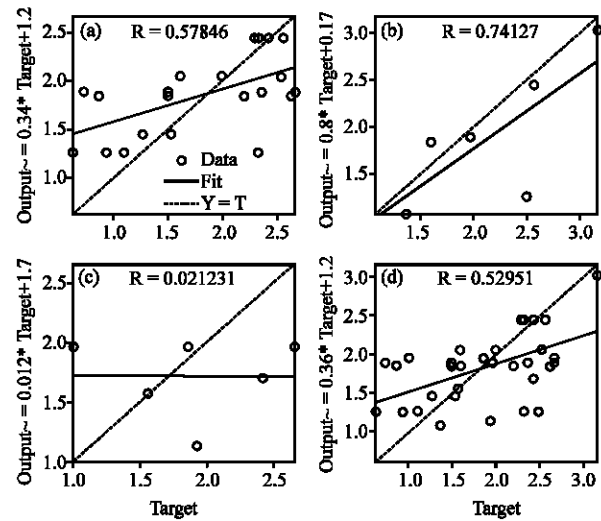 (a) R = 0.57846
Output~ = 0.34* Target+1.2
2.5
2.0
1.5
1.0
Data
Fit
Y = T
1.0 1.5 2.0 2.5
(b) R = 0.74127
Output~ = 0.8* Target+0.17
3.0
2.5
2.0
1.5
1.5 2.0 2.5 3.0
(c) R = 0.021231
Output~ = 0.012* Target+1.7
2.5
2.0
1.5
1.0
1.0 1.5 2.0 2.5
Target
(d) R = 0.52951
Output~ = 0.36* Target+1.2
3.0
2.5
2.0
1.5
1.0
1.0 1.5 2.0 2.5 3.0
Target